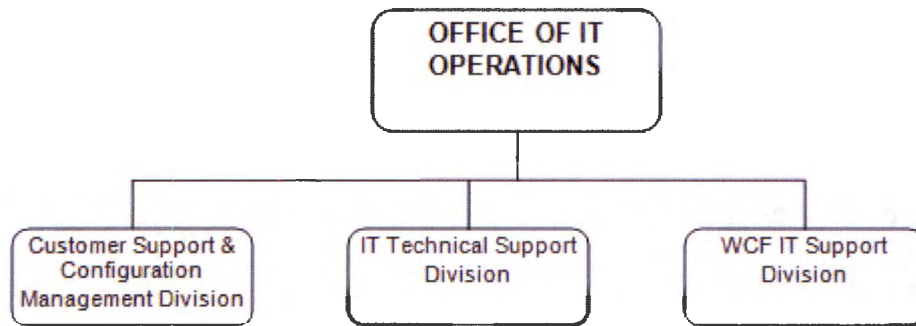 OFFICE OF IT
OPERATIONS
Customer Support &
Configuration
Management Division
IT Technical Support
Division
WCF IT Support
Division